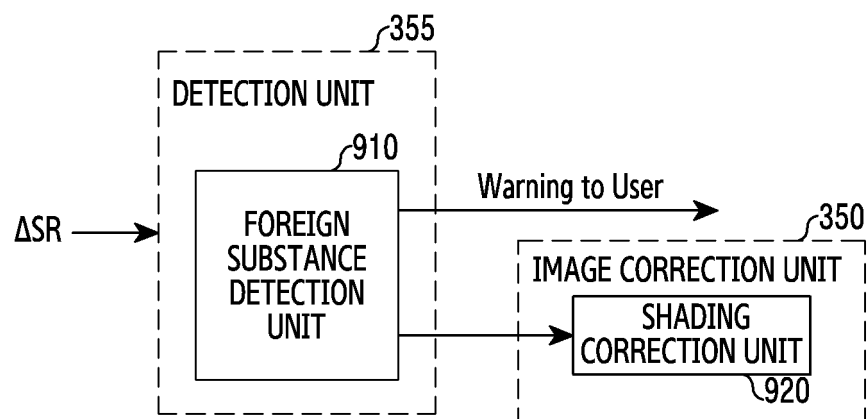 355
DETECTION UNIT
910
FOREIGN
SUBSTANCE
DETECTION
UNIT
ΔSR
Warning to User
350
IMAGE CORRECTION UNIT
SHADING
CORRECTION UNIT
920